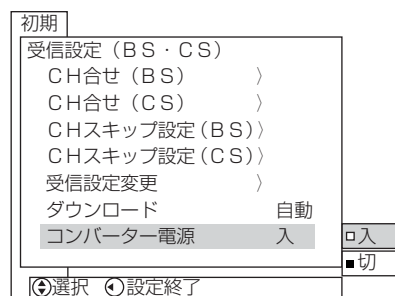 初期
受信設定（ＢＳ・ＣＳ）
ＣＨ合せ（ＢＳ） 〉
ＣＨ合せ（ＣＳ） 〉
ＣＨスキップ設定（ＢＳ）〉
ＣＨスキップ設定（ＣＳ）〉
受信設定変更 〉
ダウンロード 自動
コンバーター電源 入 □入
■切
選択 設定終了